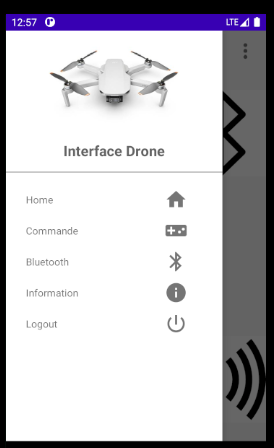 12:57 LTE
Interface Drone
Home
Commande
Bluetooth
Information
Logout